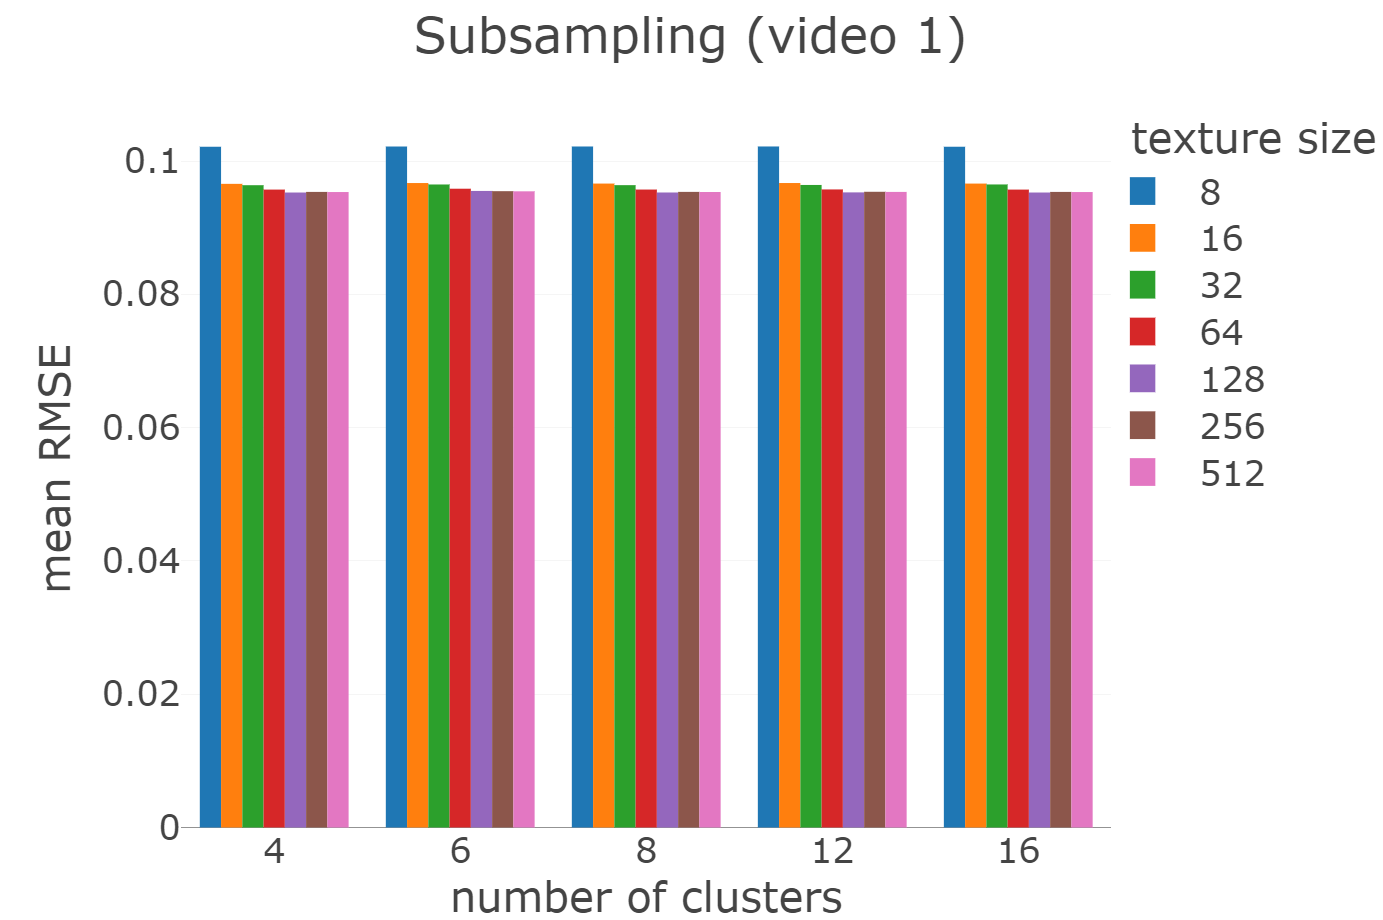 Subsampling (video 1)
texture size
8
16
32
64
128
256
512
mean RMSE
0.1
0.08
0.06
0.04
0.02
0
4 6 8 12 16
number of clusters